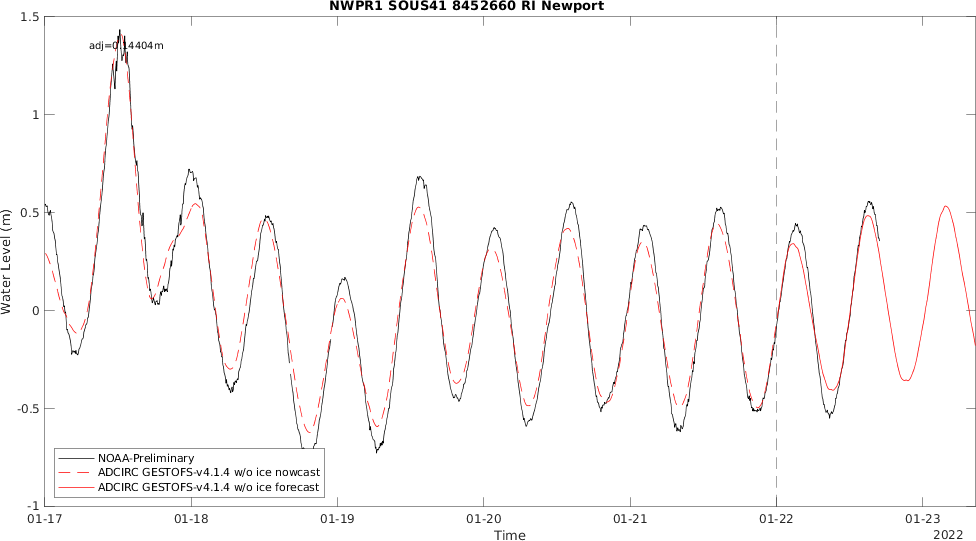 NWPR1 SOUS41 8452660 RI Newport
1.5
adj=0.14404m
1
0.5
0
-0.5
-1
Water Level (m)
NOAA-Preliminary
ADCIRC GESTOFS-v4.1.4 w/o ice nowcast
ADCIRC GESTOFS-v4.1.4 w/o ice forecast
01-17 01-18 01-19 01-20 01-21 01-22 01-23
Time
2022